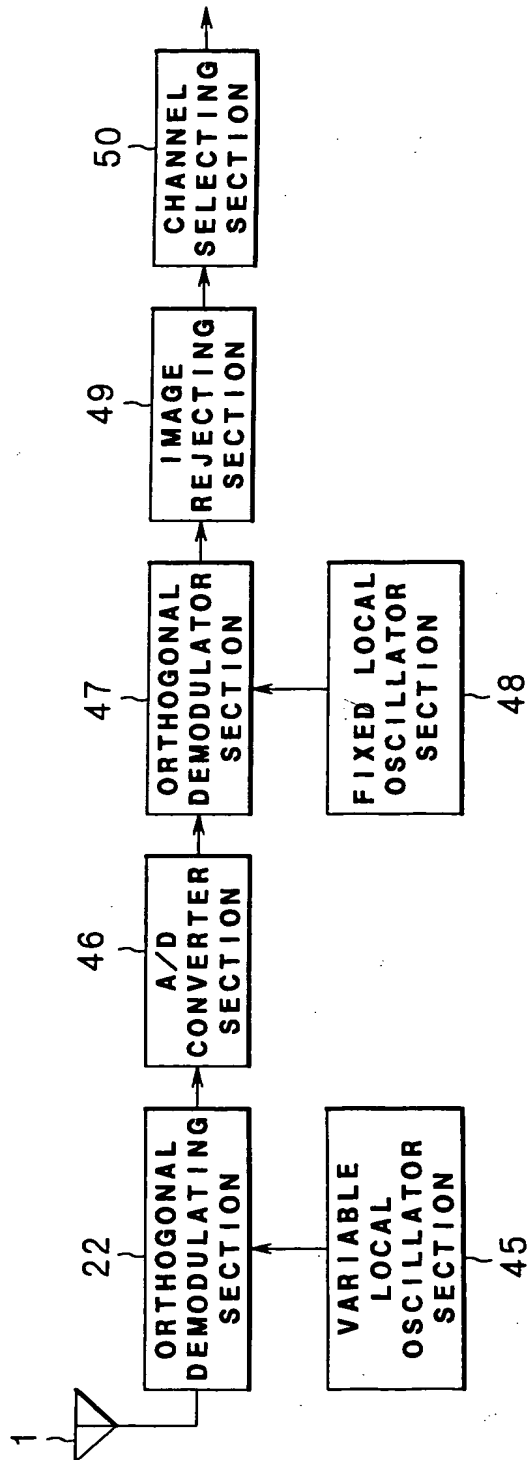 1
22
ORTHOGONAL
DEMODULATING
SECTION
VARIABLE
LOCAL
OSCILLATOR
SECTION
45
46
A/D
CONVERTER
SECTION
47
ORTHOGONAL
DEMODULATOR
SECTION
FIXED LOCAL
OSCILLATOR
SECTION
48
49
IMAGE
REJECTING
SECTION
50
CHANNEL
SELECTING
SECTION